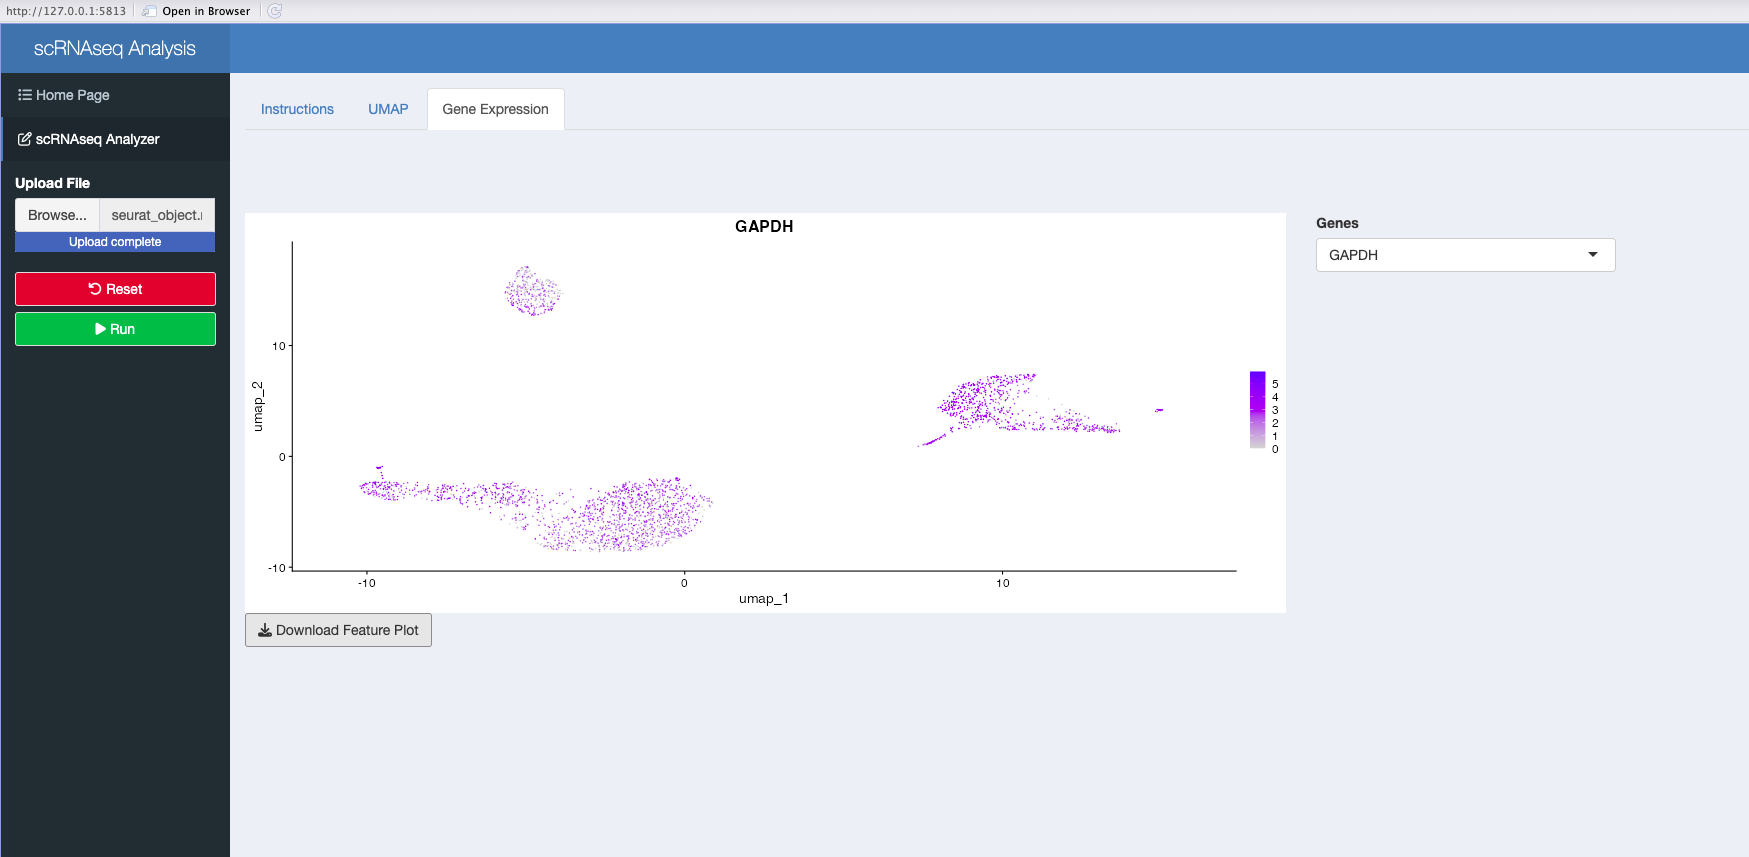 http://127.0.0.1:5813 Open in Browser
scRNAseq Analysis
Home Page
scRNAseq Analyzer
Upload File
Browse... seurat_object.
Upload complete
Reset
Run
Instructions UMAP Gene Expression
GAPDH
umap_2
10
0
-10
-10 0 10
umap_1
5
4
3
2
1
0
Download Feature Plot
Genes
GAPDH